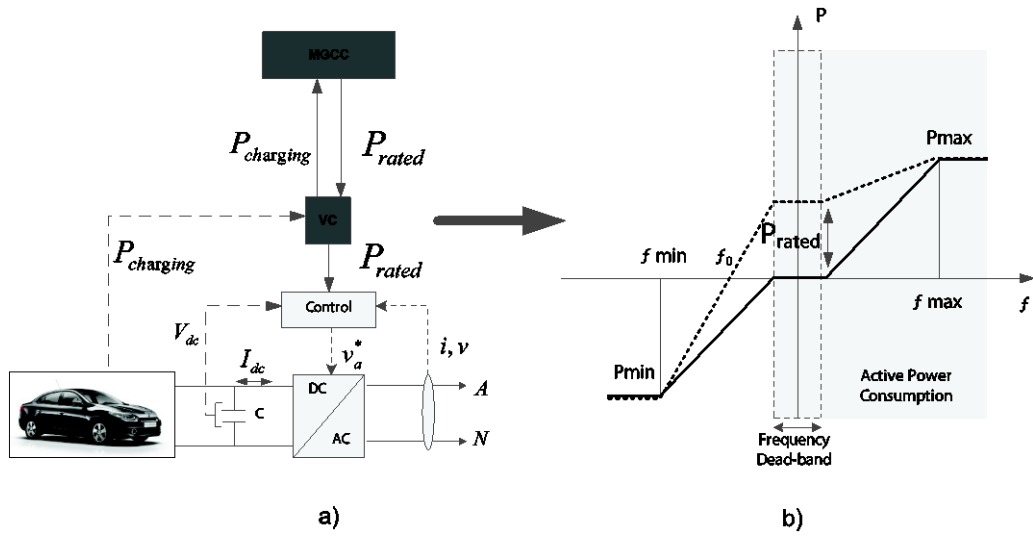 MGCC
P_charging
P_rated
VC
P_charging
P_rated
Control
V_dc
I_dc
v_a^*
i, v
DC
AC
C
A
N
a)
P
Pmax
P_rated
f min
f_0
f max
f
Pmin
Active Power
Consumption
Frequency
Dead-band
b)